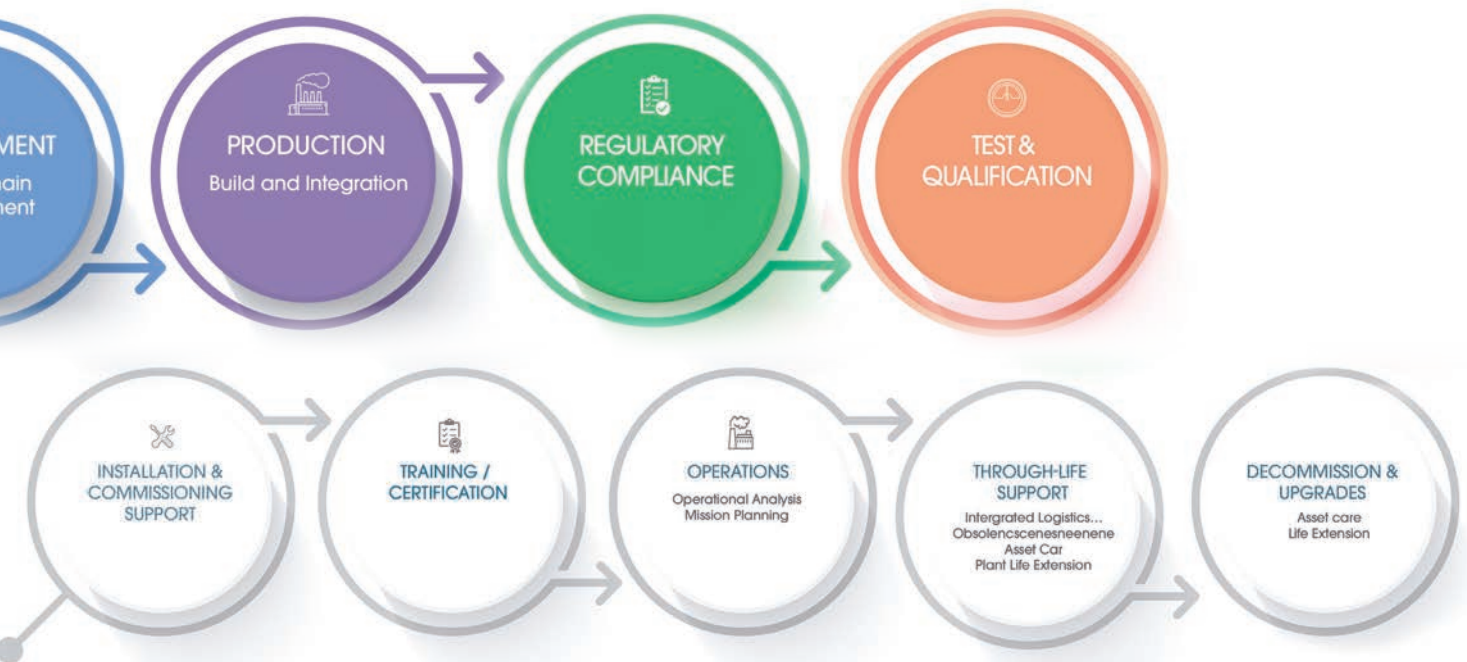 MENT
ain
ment
PRODUCTION
Build and Integration
REGULATORY
COMPLIANCE
TEST &
QUALIFICATION
INSTALLATION &
COMMISSIONING
SUPPORT
TRAINING /
CERTIFICATION
OPERATIONS
Operational Analysis
Mission Planning
THROUGH-LIFE
SUPPORT
Intergrated Logistics...
Obsolencscenesneenene
Asset Car
Plant Life Extension
DECOMMISSION &
UPGRADES
Asset care
Life Extension